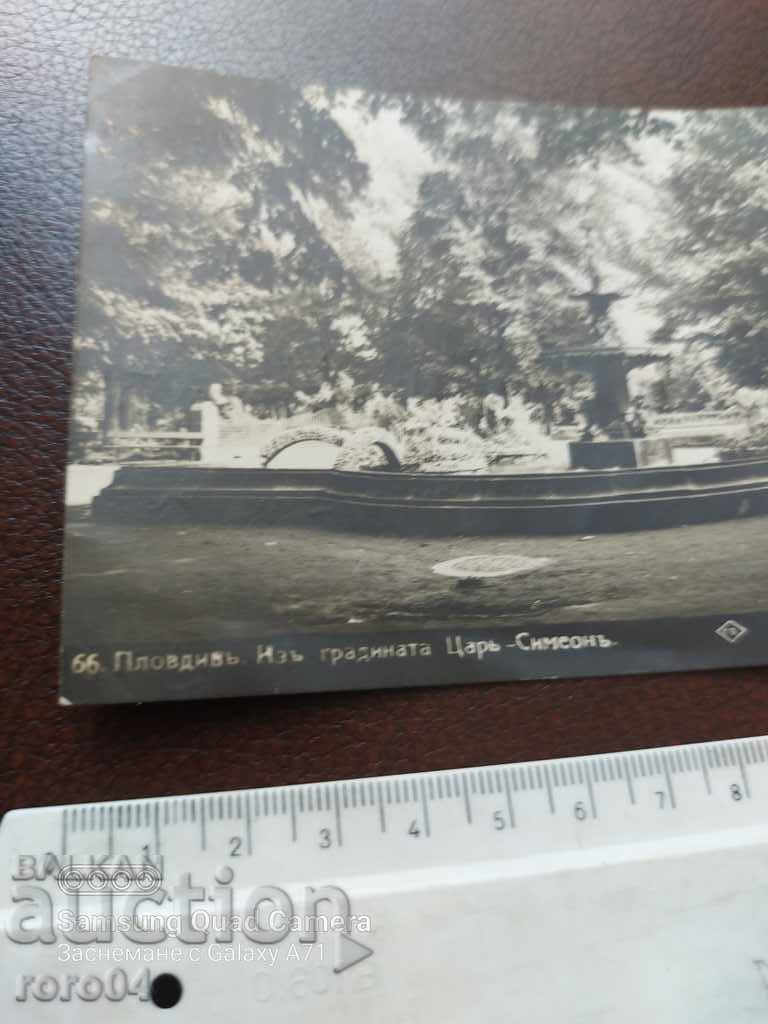 66. Пловдивъ. Изъ градината Царь-Симеонъ.
1 2 3 4 5 6 7 8
BALKAN
auction
Samsung Quad Camera
Заснемане с Galaxy A71
roro04